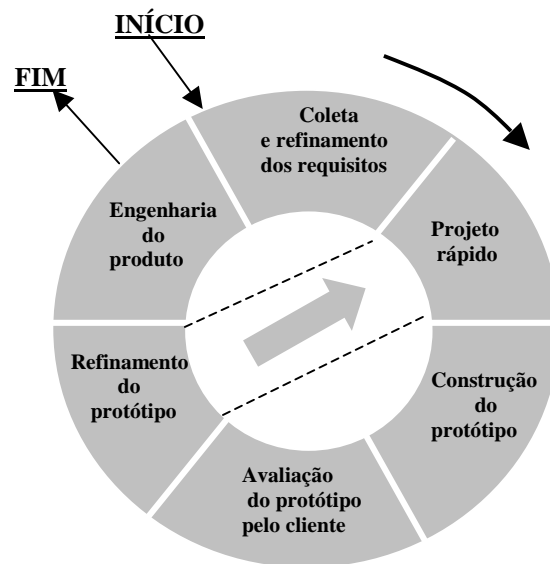 INÍCIO
FIM
Coleta
e refinamento
dos requisitos
Projeto
rápido
Construção
do
protótipo
Avaliação
do protótipo
pelo cliente
Refinamento
do
protótipo
Engenharia
do
produto